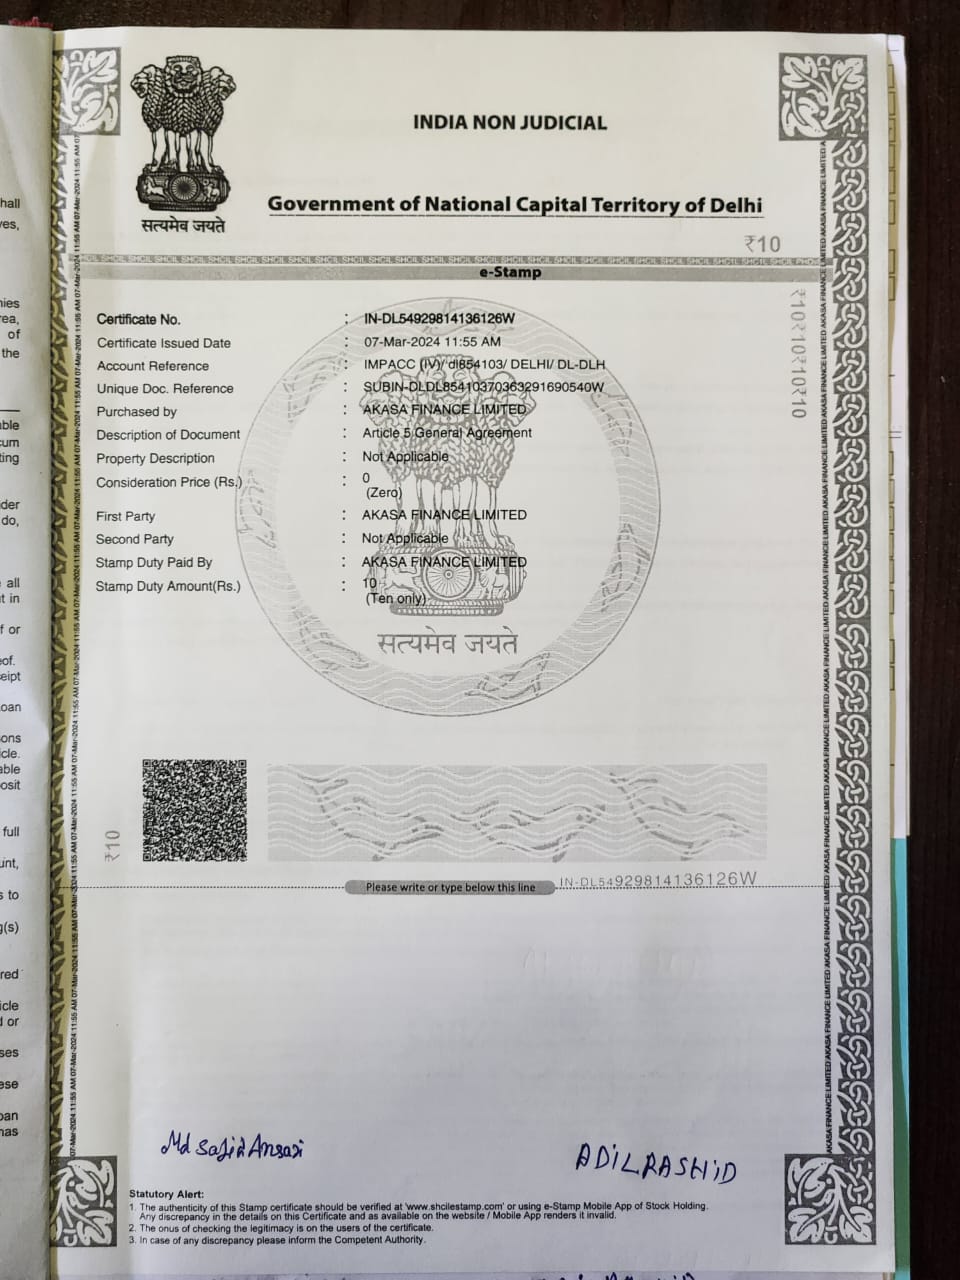 सत्यमेव जयते
INDIA NON JUDICIAL
Government of National Capital Territory of Delhi
₹10
e-Stamp
Certificate No. : IN-DL54929814136126W
Certificate Issued Date : 07-Mar-2024 11:55 AM
Account Reference : IMPACC (IV)/ dl854103/ DELHI/ DL-DLH
Unique Doc. Reference : SUBIN-DLDL85410370363291690540W
Purchased by : AKASA FINANCE LIMITED
Description of Document : Article 5 General Agreement
Property Description : Not Applicable
Consideration Price (Rs.) : 0
(Zero)
First Party : AKASA FINANCE LIMITED
Second Party : Not Applicable
Stamp Duty Paid By : AKASA FINANCE LIMITED
Stamp Duty Amount(Rs.) : 10
(Ten only)
सत्यमेव जयते
₹10₹10₹10₹10
₹10
Please write or type below this line
IN-DL54929814136126W
Md Sajid Ansari
ADILRASHID
Statutory Alert:
1. The authenticity of this Stamp certificate should be verified at 'www.shcilestamp.com' or using e-Stamp Mobile App of Stock Holding.
Any discrepancy in the details on this Certificate and as available on the website / Mobile App renders it invalid.
2. The onus of checking the legitimacy is on the users of the certificate.
3. In case of any discrepancy please inform the Competent Authority.